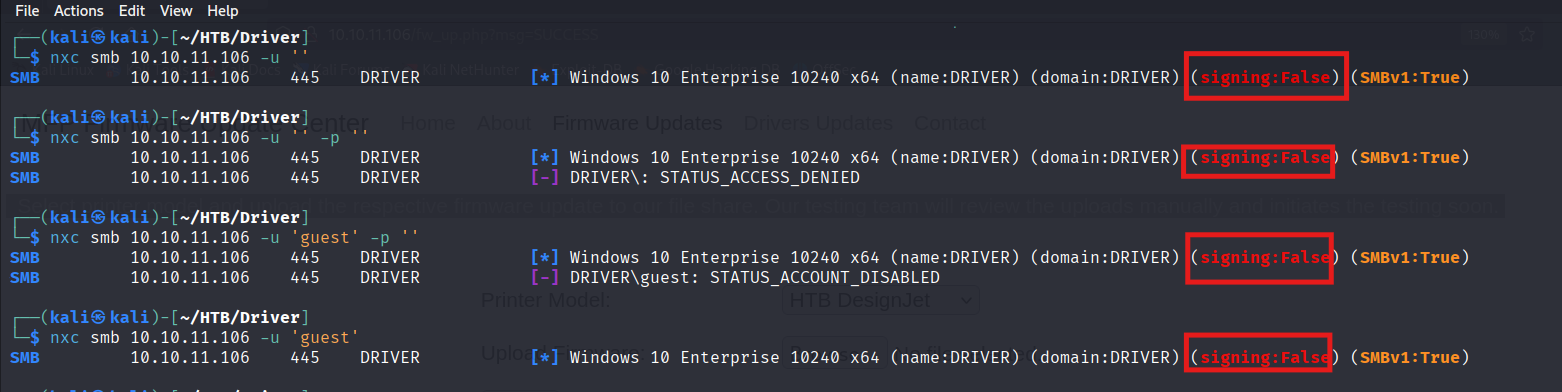 File Actions Edit View Help
┌──(kali㉿kali)-[~/HTB/Driver]
└─$ nxc smb 10.10.11.106 -u ''
SMB 10.10.11.106 445 DRIVER [*] Windows 10 Enterprise 10240 x64 (name:DRIVER) (domain:DRIVER) (signing:False) (SMBv1:True)
┌──(kali㉿kali)-[~/HTB/Driver]
Home About Firmware Updates Drivers Updates Contact
└─$ nxc smb 10.10.11.106 -u '' -p ''
SMB 10.10.11.106 445 DRIVER [*] Windows 10 Enterprise 10240 x64 (name:DRIVER) (domain:DRIVER) (signing:False) (SMBv1:True)
SMB 10.10.11.106 445 DRIVER [-] DRIVER\: STATUS_ACCESS_DENIED
┌──(kali㉿kali)-[~/HTB/Driver]
└─$ nxc smb 10.10.11.106 -u 'guest' -p ''
SMB 10.10.11.106 445 DRIVER [*] Windows 10 Enterprise 10240 x64 (name:DRIVER) (domain:DRIVER) (signing:False) (SMBv1:True)
SMB 10.10.11.106 445 DRIVER [-] DRIVER\guest: STATUS_ACCOUNT_DISABLED
Printer Model: HTB DesignJet
┌──(kali㉿kali)-[~/HTB/Driver]
└─$ nxc smb 10.10.11.106 -u 'guest'
SMB 10.10.11.106 445 DRIVER [*] Windows 10 Enterprise 10240 x64 (name:DRIVER) (domain:DRIVER) (signing:False) (SMBv1:True)